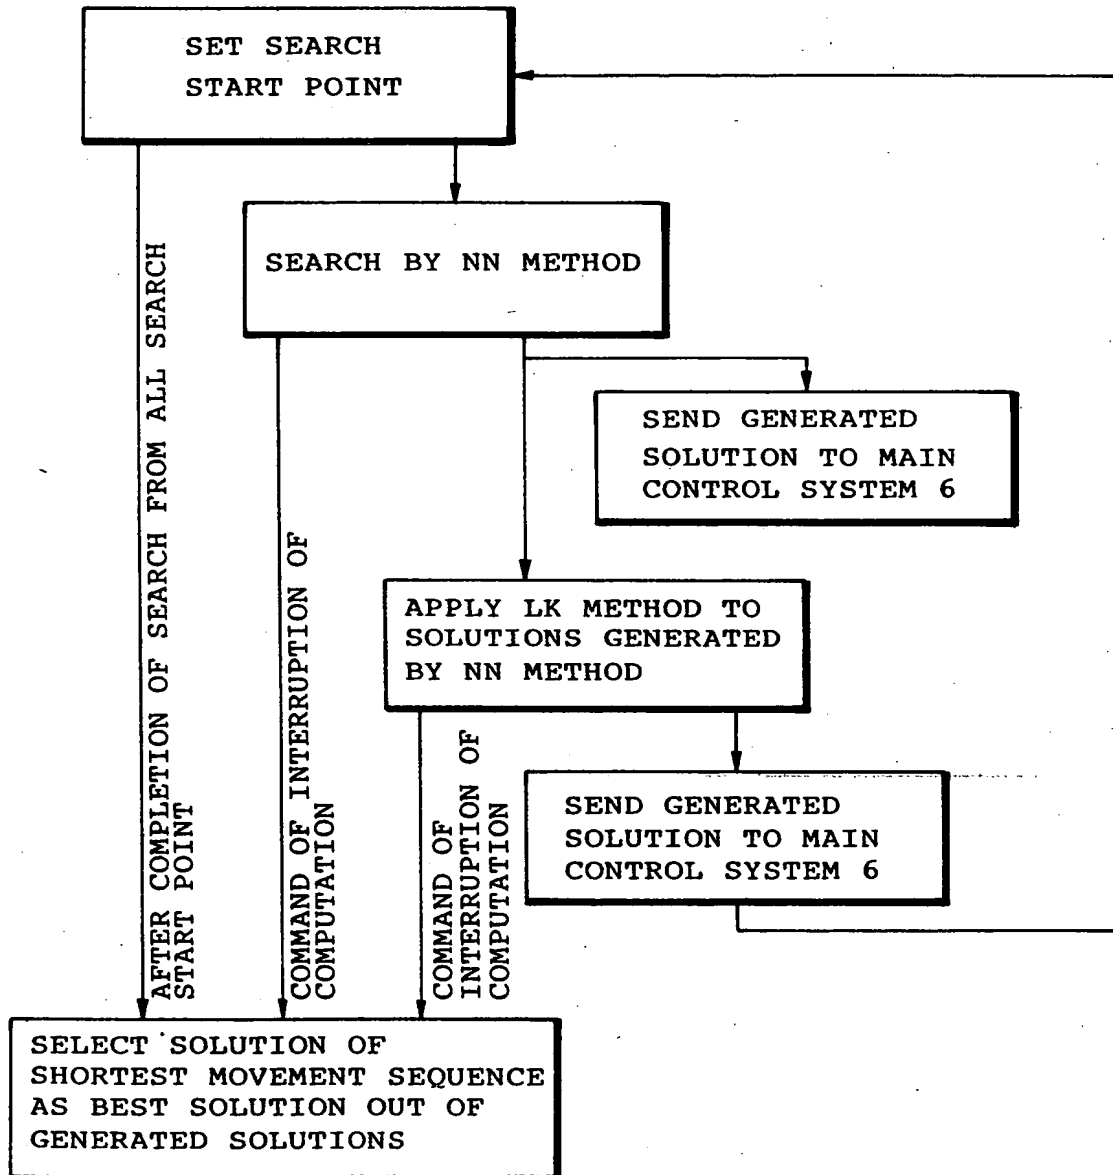 SET SEARCH
START POINT
SEARCH BY NN METHOD
SEND GENERATED
SOLUTION TO MAIN
CONTROL SYSTEM 6
APPLY LK METHOD TO
SOLUTIONS GENERATED
BY NN METHOD
SEND GENERATED
SOLUTION TO MAIN
CONTROL SYSTEM 6
AFTER COMPLETION OF SEARCH FROM ALL SEARCH
START POINT
COMMAND OF INTERRUPTION OF
COMPUTATION
COMMAND OF
INTERRUPTION OF
COMPUTATION
SELECT SOLUTION OF
SHORTEST MOVEMENT SEQUENCE
AS BEST SOLUTION OUT OF
GENERATED SOLUTIONS